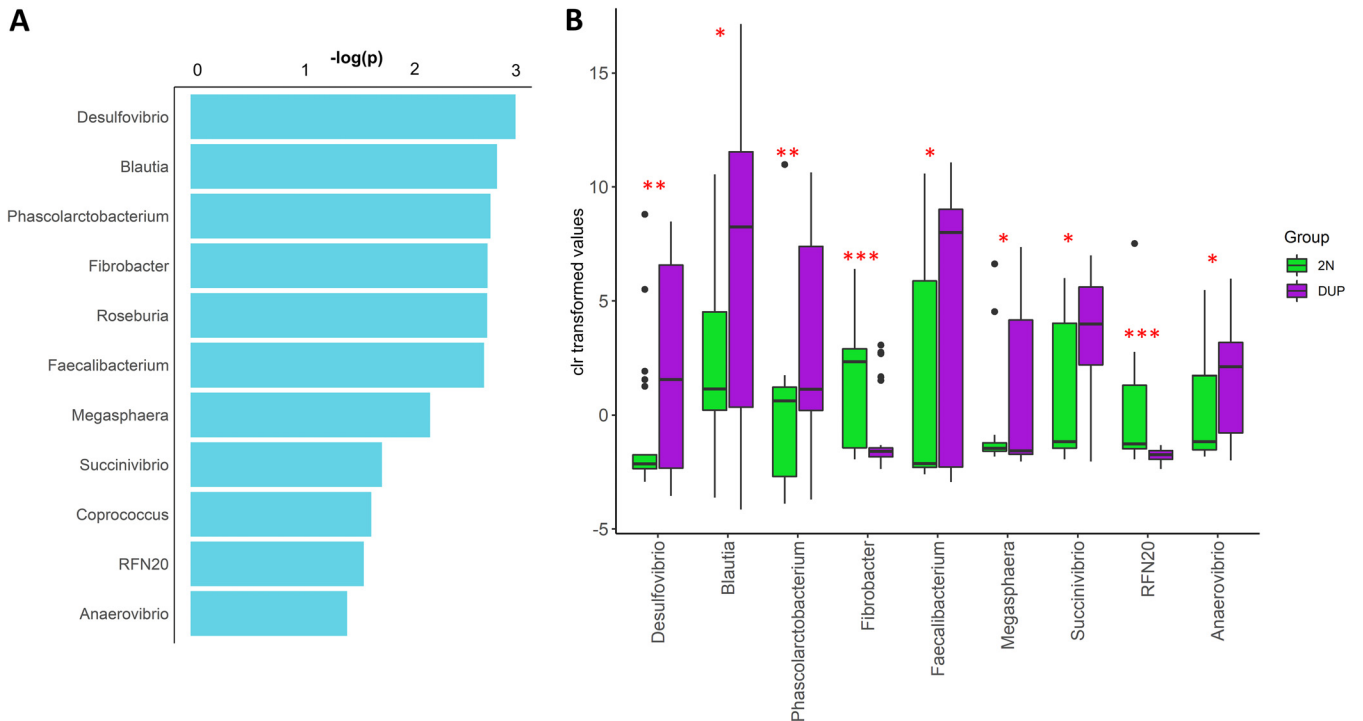 A
-log(p)
0 1 2 3
Desulfovibrio
Blautia
Phascolarctobacterium
Fibrobacter
Roseburia
Faecalibacterium
Megasphaera
Succinivibrio
Coprococcus
RFN20
Anaerovibrio
B
clr transformed values
15
10
5
0
-5
**
*
**
***
*
*
*
***
*
Desulfovibrio
Blautia
Phascolarctobacterium
Fibrobacter
Faecalibacterium
Megasphaera
Succinivibrio
RFN20
Anaerovibrio
Group
2N
DUP